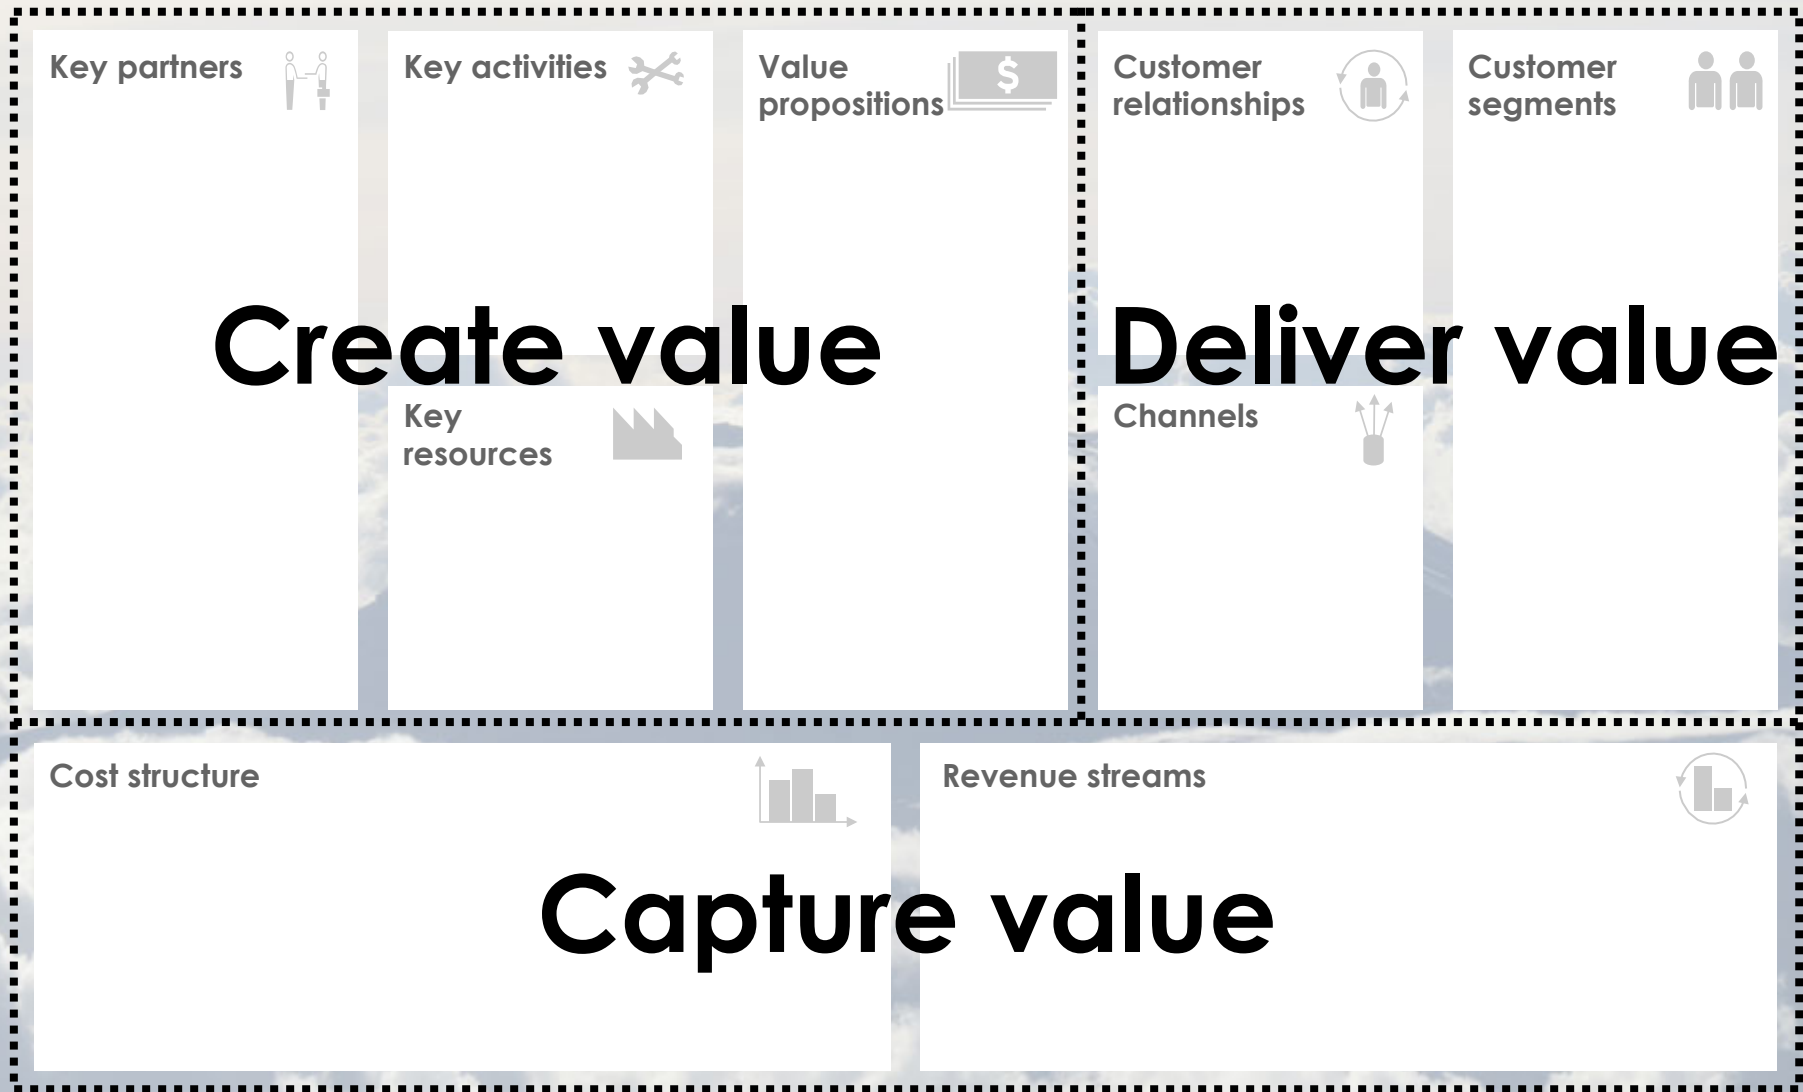 Key partners
Key activities
Value
propositions
$
Customer
relationships
Customer
segments
Create value
Deliver value
Key
resources
Channels
Cost structure
Revenue streams
Capture value